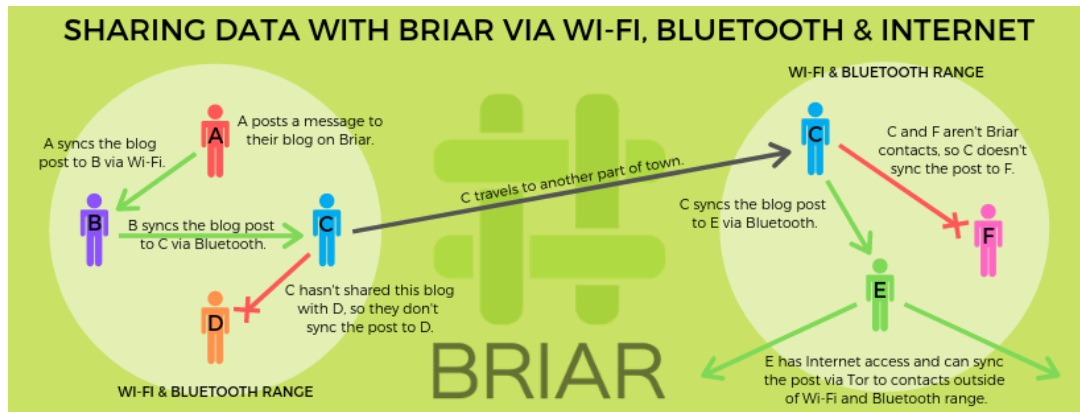 SHARING DATA WITH BRIAR VIA WI-FI, BLUETOOTH & INTERNET
A
A posts a message to
their blog on Briar.
A syncs the blog
post to B via Wi-Fi.
B
B syncs the blog post
to C via Bluetooth.
C
C hasn't shared this blog
with D, so they don't
sync the post to D.
D
WI-FI & BLUETOOTH RANGE
C travels to another part of town.
BRIAR
WI-FI & BLUETOOTH RANGE
C
C and F aren't Briar
contacts, so C doesn't
sync the post to F.
C syncs the blog post
to E via Bluetooth.
F
E
E has Internet access and can sync
the post via Tor to contacts outside
of Wi-Fi and Bluetooth range.